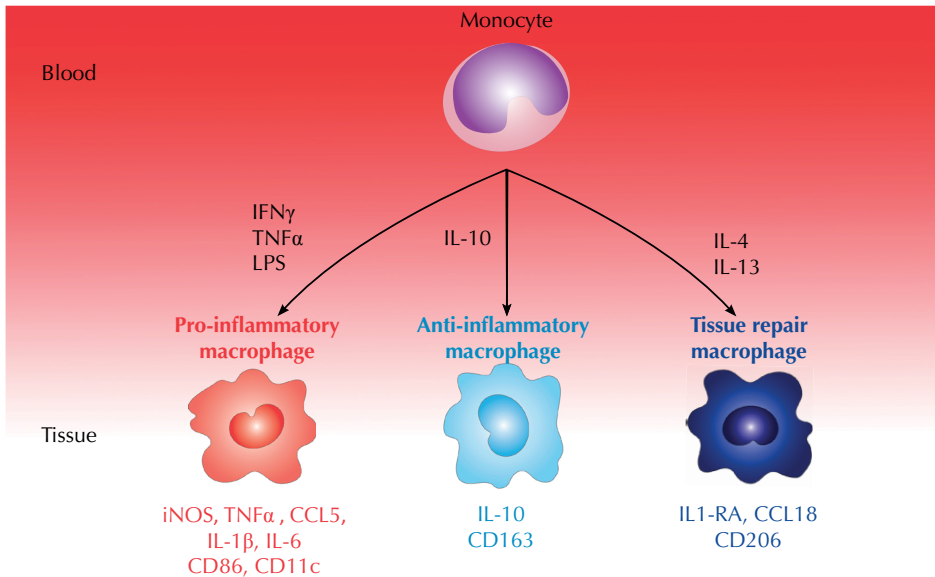 Monocyte
Blood
IFNγ
TNFα
LPS
IL-10
IL-4
IL-13
Pro-inflammatory
macrophage
Anti-inflammatory
macrophage
Tissue repair
macrophage
Tissue
iNOS, TNFα , CCL5,
IL-1β, IL-6
CD86, CD11c
IL-10
CD163
IL1-RA, CCL18
CD206